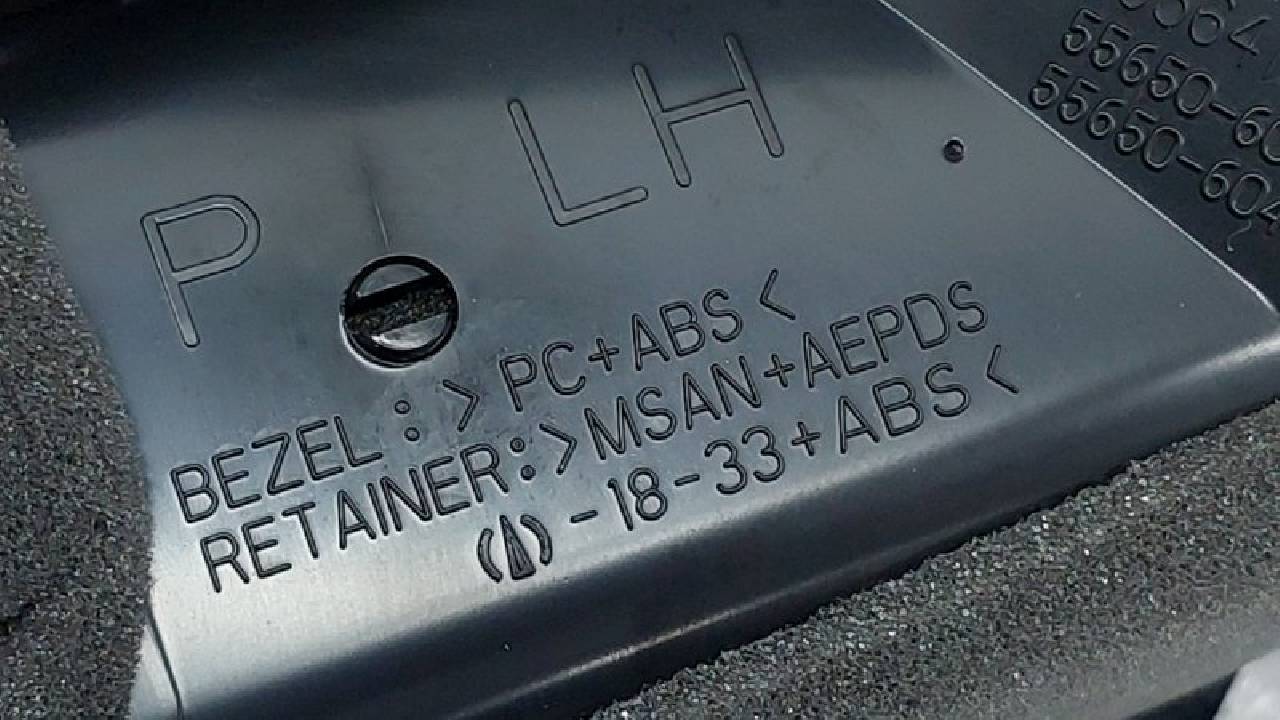 P LH
BEZEL :> PC+ABS <
RETAINER:>MSAN+AEPDS
-18-33+ABS<
55650-60
55650-604